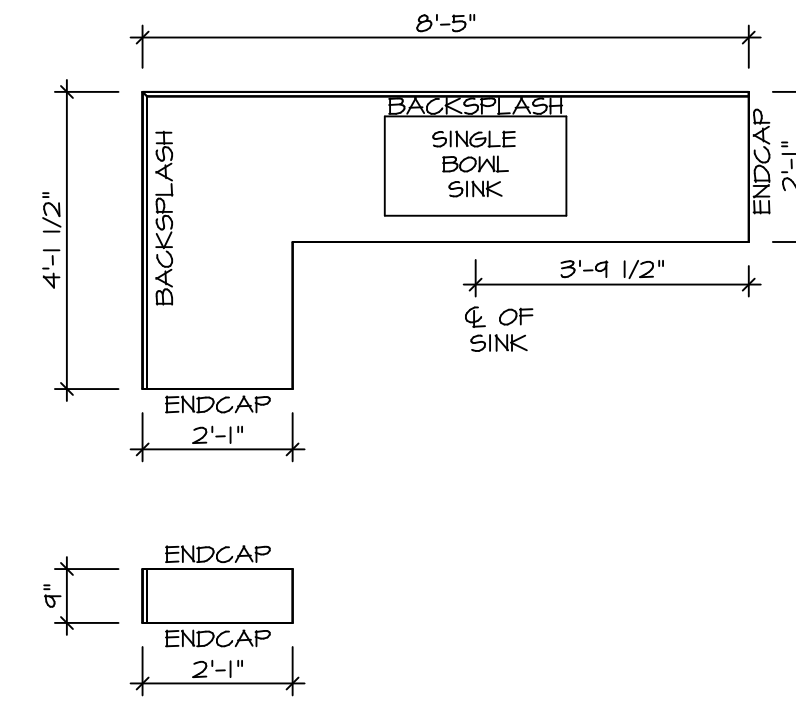 8'-5"
BACKSPLASH
SINGLE
BOWL
SINK
BACKSPLASH
ENDCAP
2'-1"
4'-1 1/2"
3'-9 1/2"
℄ OF
SINK
ENDCAP
2'-1"
ENDCAP
9"
ENDCAP
2'-1"